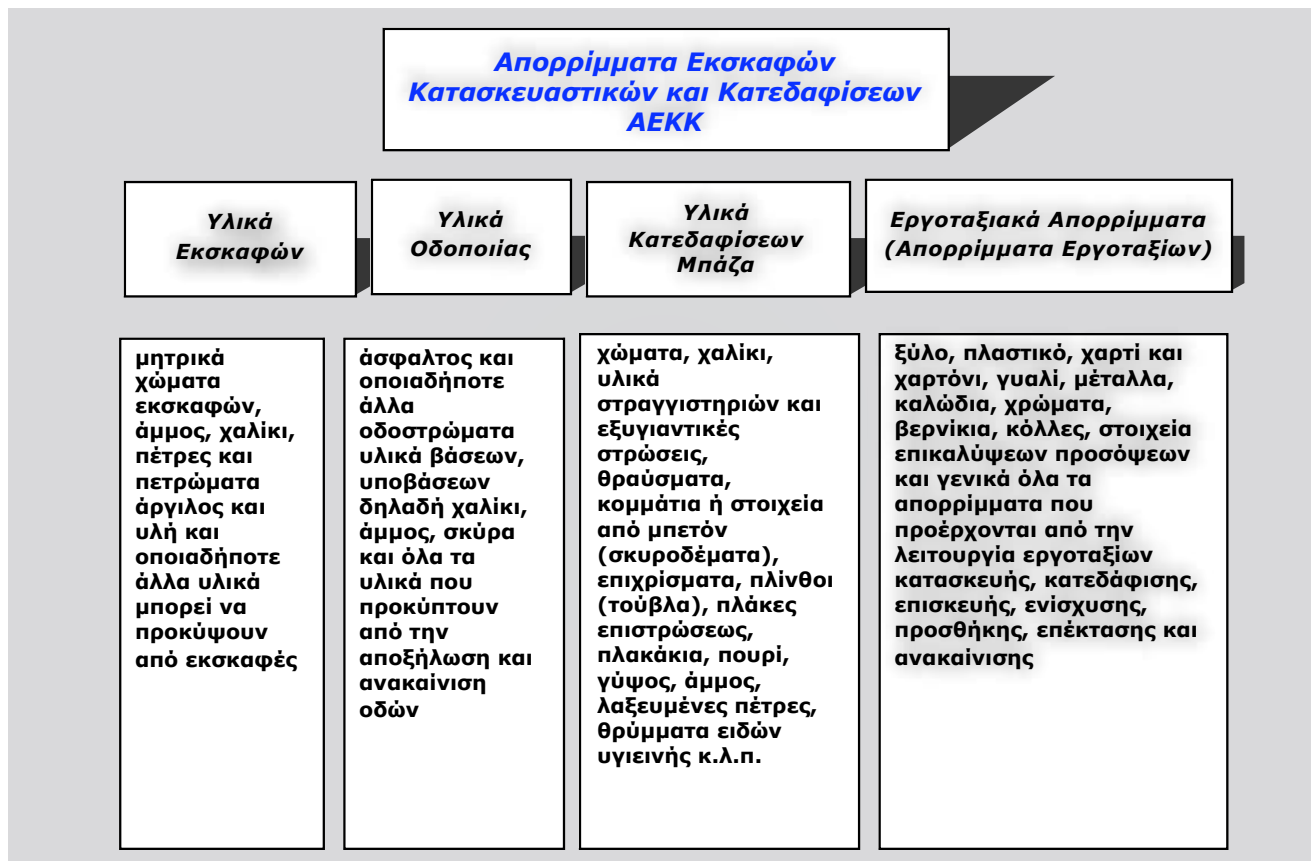 Απορρίμματα Εκσκαφών
Κατασκευαστικών και Κατεδαφίσεων
ΑΕΚΚ
Υλικά
Εκσκαφών
Υλικά
Οδοποιίας
Υλικά
Κατεδαφίσεων
Μπάζα
Εργοταξιακά Απορρίμματα
(Απορρίμματα Εργοταξίων)
μητρικά
χώματα
εκσκαφών,
άμμος, χαλίκι,
πέτρες και
πετρώματα
άργιλος και
υλή και
οποιαδήποτε
άλλα υλικά
μπορεί να
προκύψουν
από εκσκαφές
άσφαλτος και
οποιαδήποτε
άλλα
οδοστρώματα
υλικά βάσεων,
υποβάσεων
δηλαδή χαλίκι,
άμμος, σκύρα
και όλα τα
υλικά που
προκύπτουν
από την
αποξήλωση και
ανακαίνιση
οδών
χώματα, χαλίκι,
υλικά
στραγγιστηριών και
εξυγιαντικές
στρώσεις,
θραύσματα,
κομμάτια ή στοιχεία
από μπετόν
(σκυροδέματα),
επιχρίσματα, πλίνθοι
(τούβλα), πλάκες
επιστρώσεως,
πλακάκια, πουρί,
γύψος, άμμος,
λαξευμένες πέτρες,
θρύμματα ειδών
υγιεινής κ.λ.π.
ξύλο, πλαστικό, χαρτί και
χαρτόνι, γυαλί, μέταλλα,
καλώδια, χρώματα,
βερνίκια, κόλλες, στοιχεία
επικαλύψεων προσόψεων
και γενικά όλα τα
απορρίμματα που
προέρχονται από την
λειτουργία εργοταξίων
κατασκευής, κατεδάφισης,
επισκευής, ενίσχυσης,
προσθήκης, επέκτασης και
ανακαίνισης